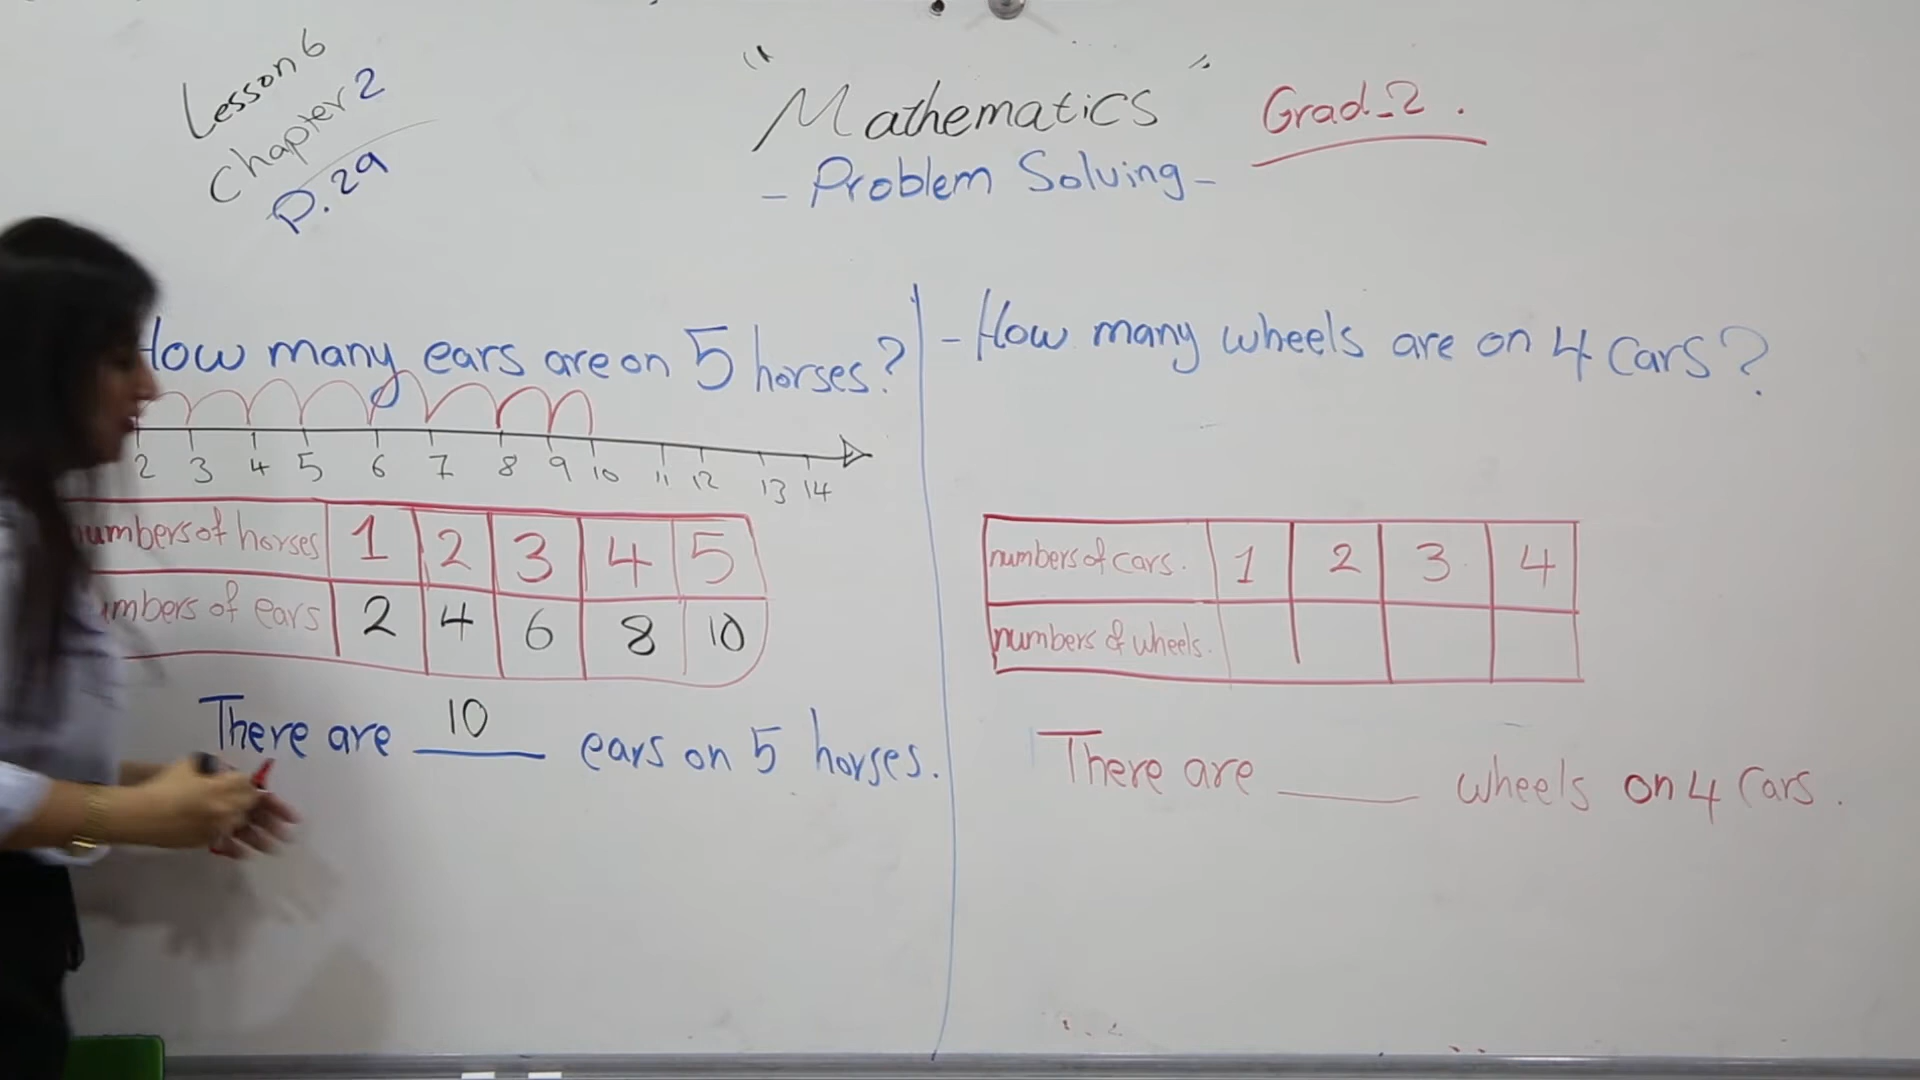 Lesson 6
Chapter 2
P.29
" Mathematics "
Grad-2.
- Problem Solving -
How many ears are on 5 horses?
2 3 4 5 6 7 8 9 10 11 12 13 14
numbers of horses 1 2 3 4 5
numbers of ears 2 4 6 8 10
There are 10 ears on 5 horses.
- How many wheels are on 4 cars?
numbers of cars. 1 2 3 4
numbers of wheels.
There are ____ wheels on 4 Cars.